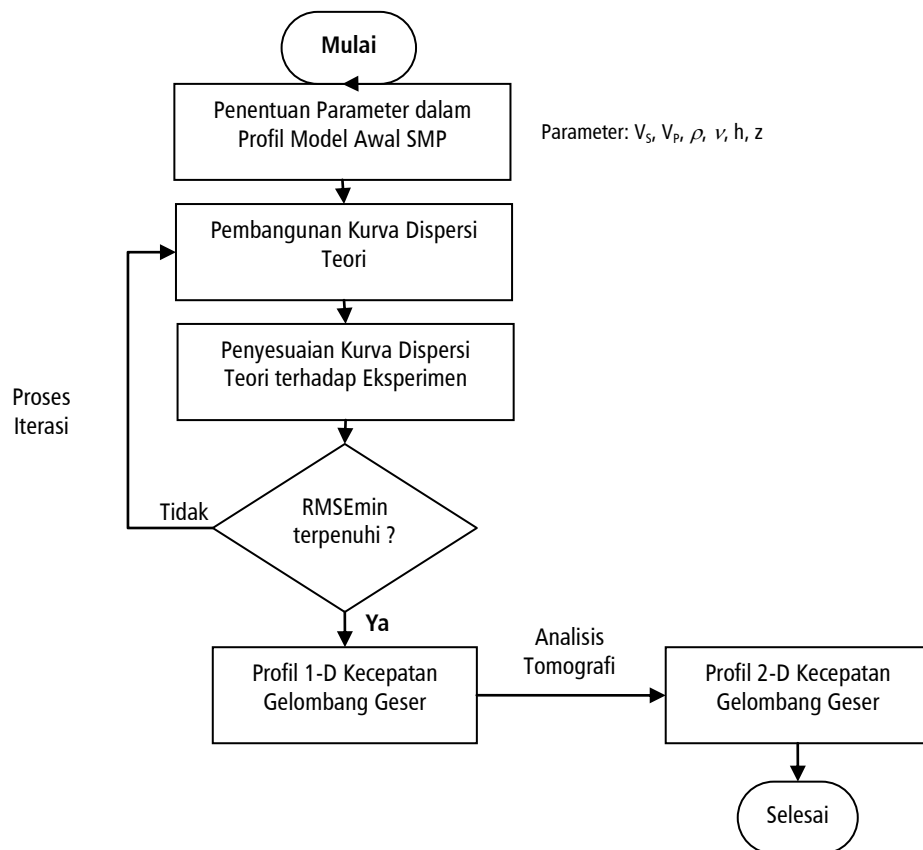 Mulai
Penentuan Parameter dalam
Profil Model Awal SMP
Parameter: Vₛ, Vₚ, ρ, ν, h, z
Pembangunan Kurva Dispersi
Teori
Penyesuaian Kurva Dispersi
Teori terhadap Eksperimen
Proses
Iterasi
Tidak
RMSEmin
terpenuhi ?
Ya
Profil 1-D Kecepatan
Gelombang Geser
Analisis
Tomografi
Profil 2-D Kecepatan
Gelombang Geser
Selesai